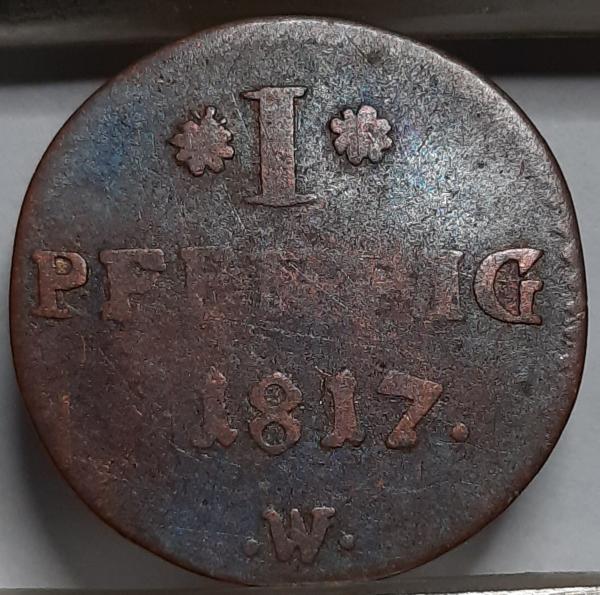 * I *
PFENNIG
1817.
.W.